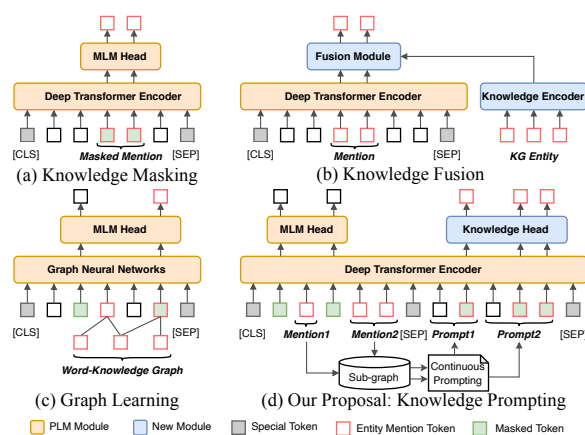 MLM Head
Deep Transformer Encoder
[CLS]
Masked Mention
[SEP]
(a) Knowledge Masking
Fusion Module
Deep Transformer Encoder
Knowledge Encoder
[CLS]
Mention
[SEP]
KG Entity
(b) Knowledge Fusion
MLM Head
Graph Neural Networks
[CLS]
[SEP]
Word-Knowledge Graph
(c) Graph Learning
MLM Head
Knowledge Head
Deep Transformer Encoder
[CLS]
Mention1
Mention2
[SEP]
Prompt1
Prompt2
[SEP]
Sub-graph
Continuous
Prompting
(d) Our Proposal: Knowledge Prompting
PLM Module
New Module
Special Token
Entity Mention Token
Masked Token